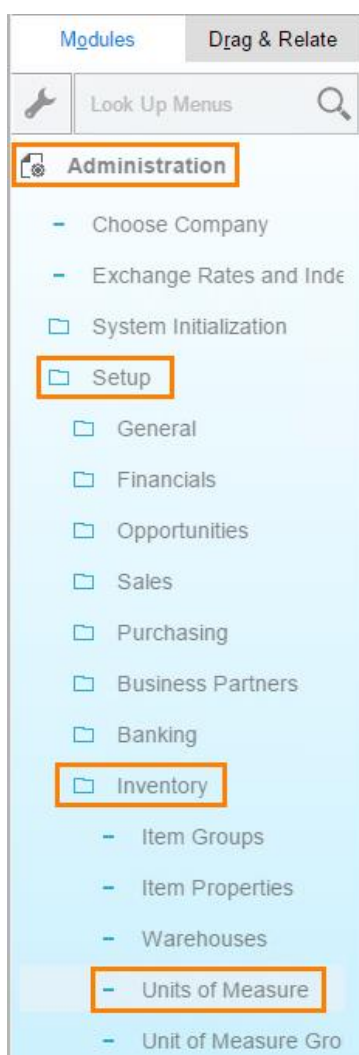 Modules Drag & Relate
Look Up Menus
Administration
- Choose Company
- Exchange Rates and Inde
System Initialization
Setup
General
Financials
Opportunities
Sales
Purchasing
Business Partners
Banking
Inventory
- Item Groups
- Item Properties
- Warehouses
- Units of Measure
- Unit of Measure Gro